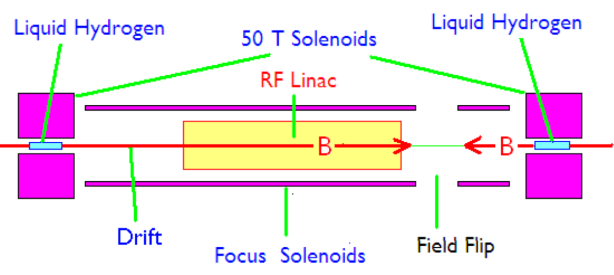 Liquid Hydrogen
50 T Solenoids
Liquid Hydrogen
RF Linac
B
B
Drift
Focus Solenoids
Field Flip